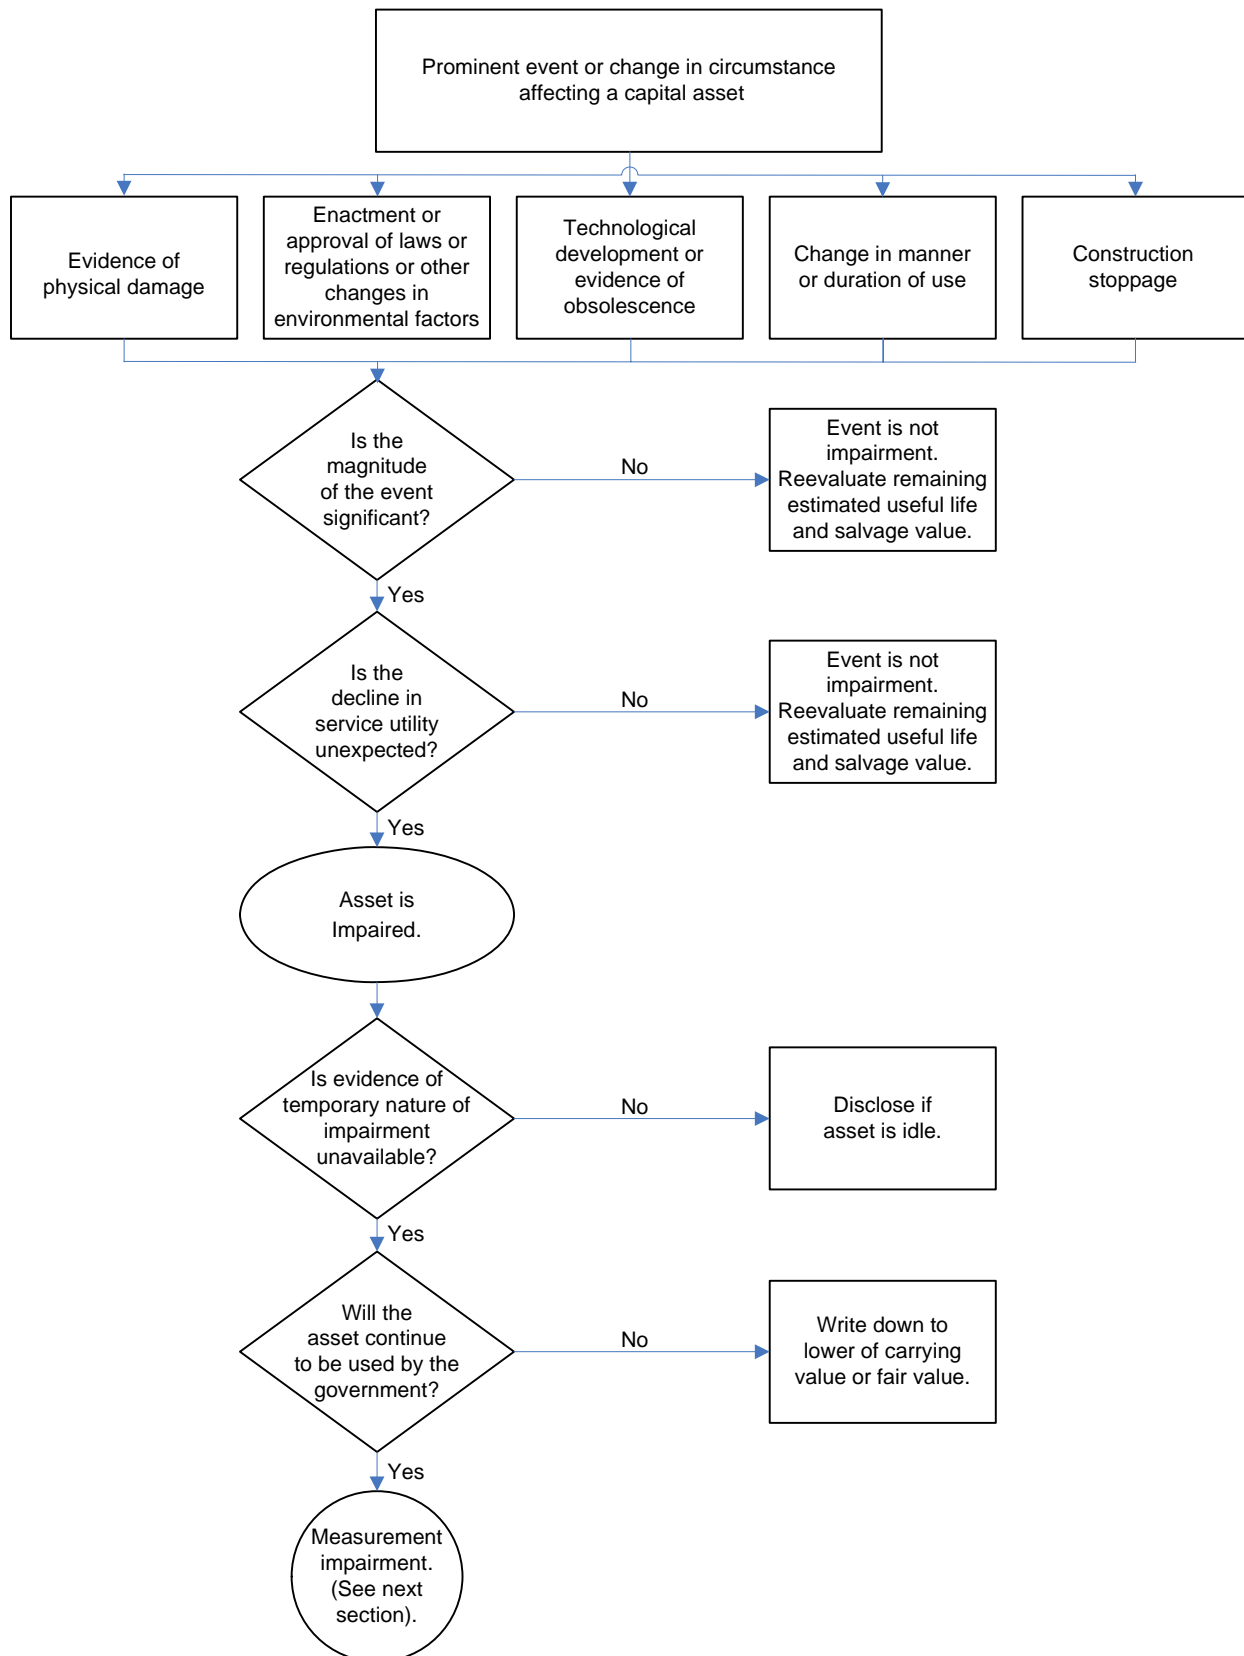 Prominent event or change in circumstance
affecting a capital asset
Evidence of
physical damage
Enactment or
approval of laws or
regulations or other
changes in
environmental factors
Technological
development or
evidence of
obsolescence
Change in manner
or duration of use
Construction
stoppage
Is the
magnitude
of the event
significant?
No
Event is not
impairment.
Reevaluate remaining
estimated useful life
and salvage value.
Yes
Is the
decline in
service utility
unexpected?
No
Event is not
impairment.
Reevaluate remaining
estimated useful life
and salvage value.
Yes
Asset is
Impaired.
Is evidence of
temporary nature of
impairment
unavailable?
No
Disclose if
asset is idle.
Yes
Will the
asset continue
to be used by the
government?
No
Write down to
lower of carrying
value or fair value.
Yes
Measurement
impairment.
(See next
section).